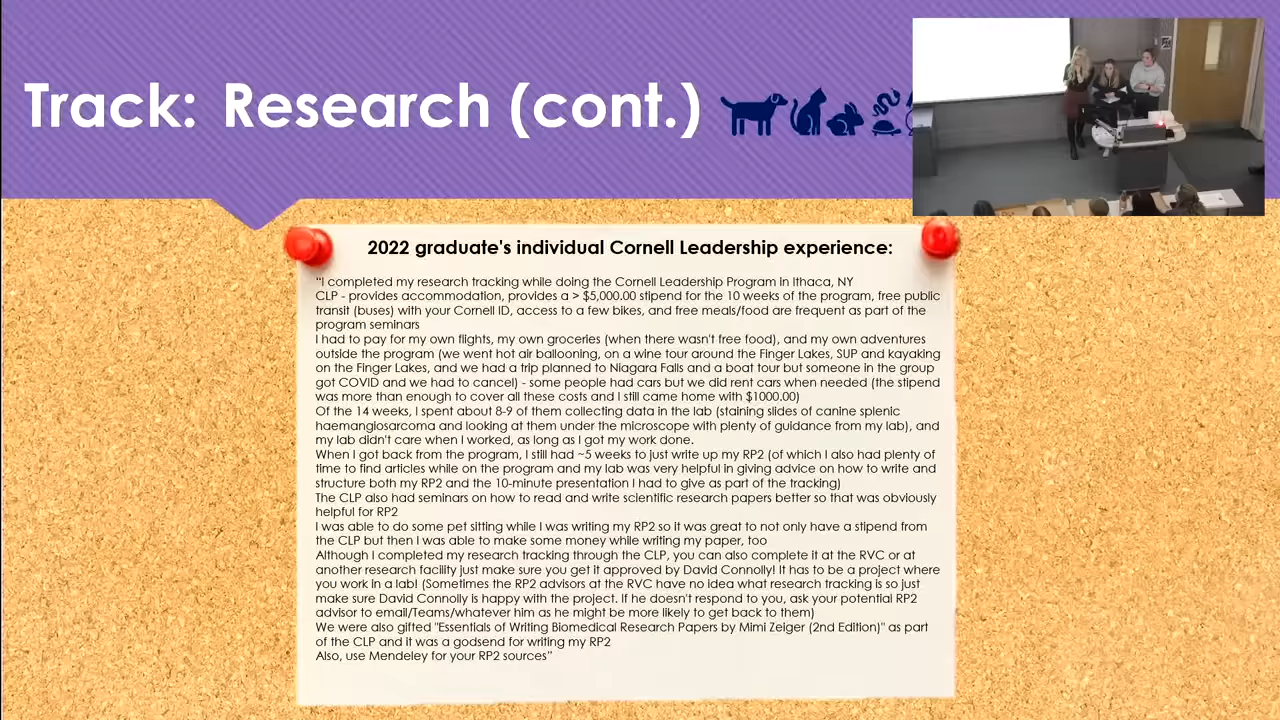 Track: Research (cont.)
2022 graduate's individual Cornell Leadership experience:
"I completed my research tracking while doing the Cornell Leadership Program in Ithaca, NY
CLP - provides accommodation, provides a > $5,000.00 stipend for the 10 weeks of the program, free public
transit (buses) with your Cornell ID, access to a few bikes, and free meals/food are frequent as part of the
program seminars
I had to pay for my own flights, my own groceries (when there wasn't free food), and my own adventures
outside the program (we went hot air ballooning, on a wine tour around the Finger Lakes, SUP and kayaking
on the Finger Lakes, and we had a trip planned to Niagara Falls and a boat tour but someone in the group
got COVID and we had to cancel) - some people had cars but we did rent cars when needed (the stipend
was more than enough to cover all these costs and I still came home with $1000.00)
Of the 14 weeks, I spent about 8-9 of them collecting data in the lab (staining slides of canine splenic
haemangiosarcoma and looking at them under the microscope with plenty of guidance from my lab), and
my lab didn't care when I worked, as long as I got my work done.
When I got back from the program, I still had ~5 weeks to just write up my RP2 (of which I also had plenty of
time to find articles while on the program and my lab was very helpful in giving advice on how to write and
structure both my RP2 and the 10-minute presentation I had to give as part of the tracking)
The CLP also had seminars on how to read and write scientific research papers better so that was obviously
helpful for RP2
I was able to do some pet sitting while I was writing my RP2 so it was great to not only have a stipend from
the CLP but then I was able to make some money while writing my paper, too
Although I completed my research tracking through the CLP, you can also complete it at the RVC or at
another research facility just make sure you get it approved by David Connolly! It has to be a project where
you work in a lab! (Sometimes the RP2 advisors at the RVC have no idea what research tracking is so just
make sure David Connolly is happy with the project. If he doesn't respond to you, ask your potential RP2
advisor to email/Teams/whatever him as he might be more likely to get back to them)
We were also gifted "Essentials of Writing Biomedical Research Papers by Mimi Zeiger (2nd Edition)" as part
of the CLP and it was a godsend for writing my RP2
Also, use Mendeley for your RP2 sources"